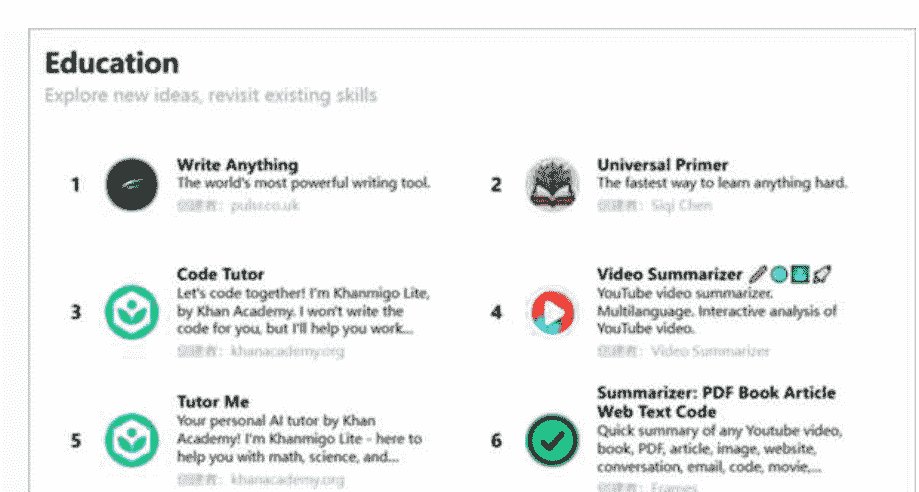 Education
Explore new ideas, revisit existing skills
1
Write Anything
The world's most powerful writing tool.
创建者: pulsr.co.uk
2
Universal Primer
The fastest way to learn anything hard.
创建者: Siqi Chen
3
Code Tutor
Let's code together! I'm Khanmigo Lite,
by Khan Academy. I won't write the
code for you, but I'll help you work...
创建者: khanacademy.org
4
Video Summarizer
YouTube video summarizer.
Multilanguage. Interactive analysis of
YouTube video.
创建者: Video Summarizer
5
Tutor Me
Your personal AI tutor by Khan
Academy! I'm Khanmigo Lite - here to
help you with math, science, and...
创建者: khanacademy.org
6
Summarizer: PDF Book Article
Web Text Code
Quick summary of any Youtube video,
book, PDF, article, image, website,
conversation, email, code, movie,...
创建者: Frames